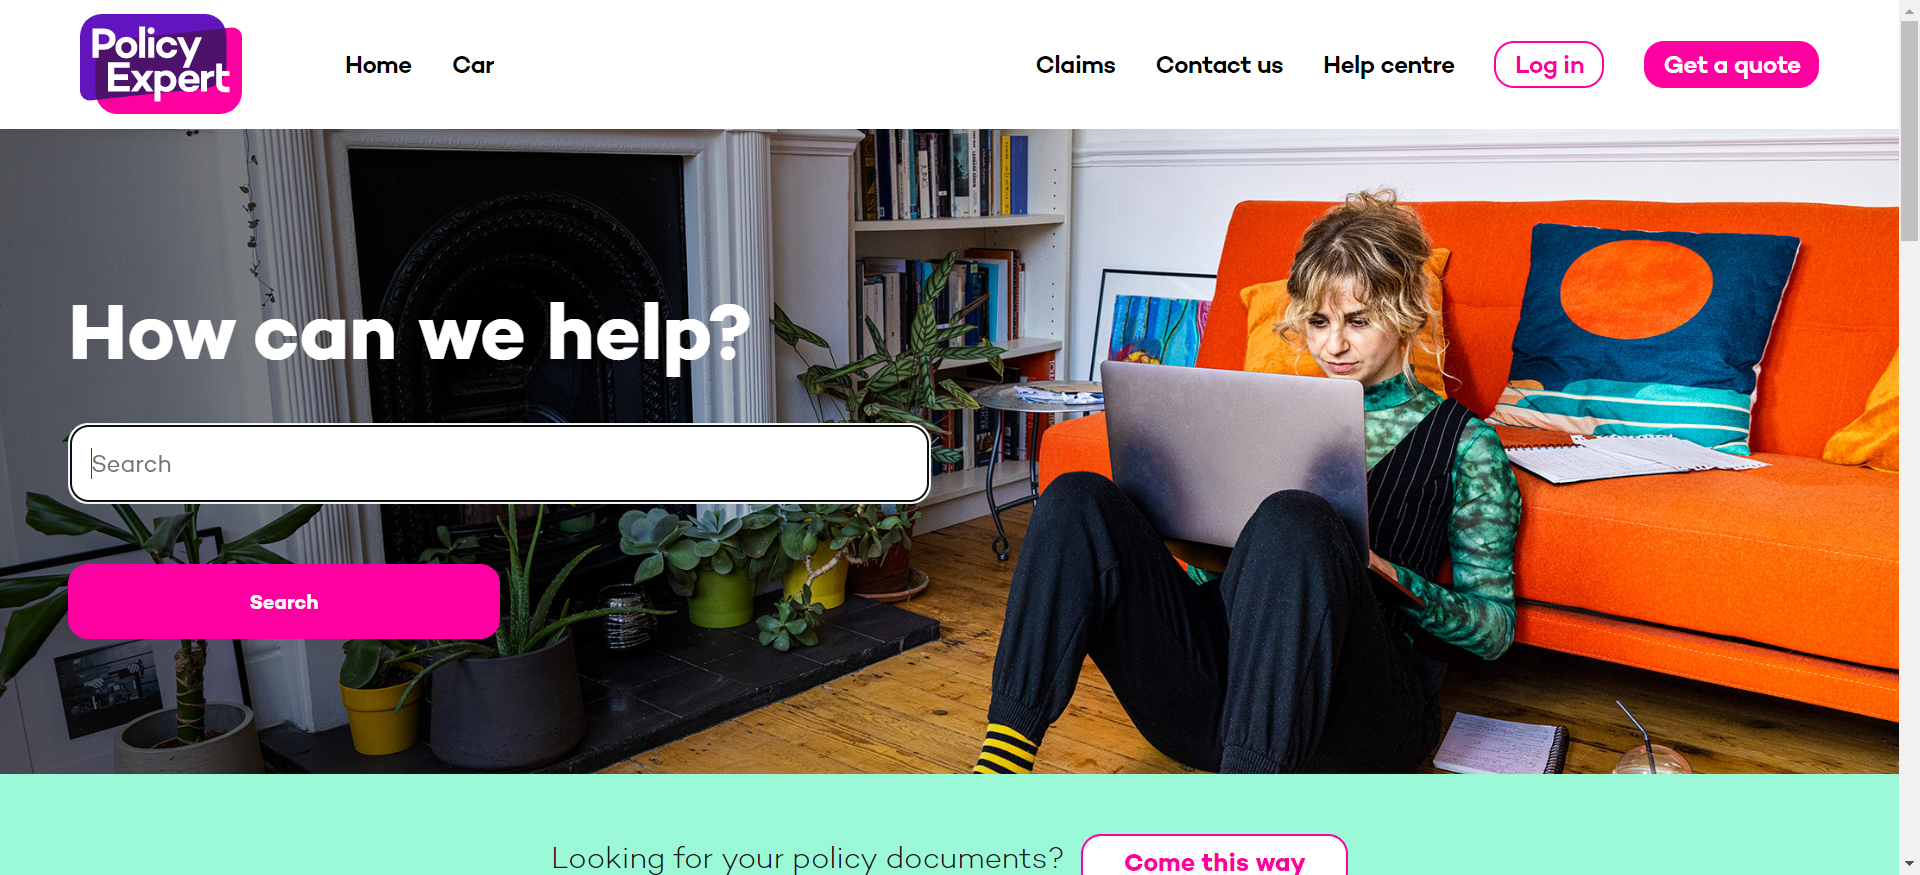 Policy
Expert
Home
Car
Claims
Contact us
Help centre
Log in
Get a quote
How can we help?
Search
Search
Looking for your policy documents?
Come this way